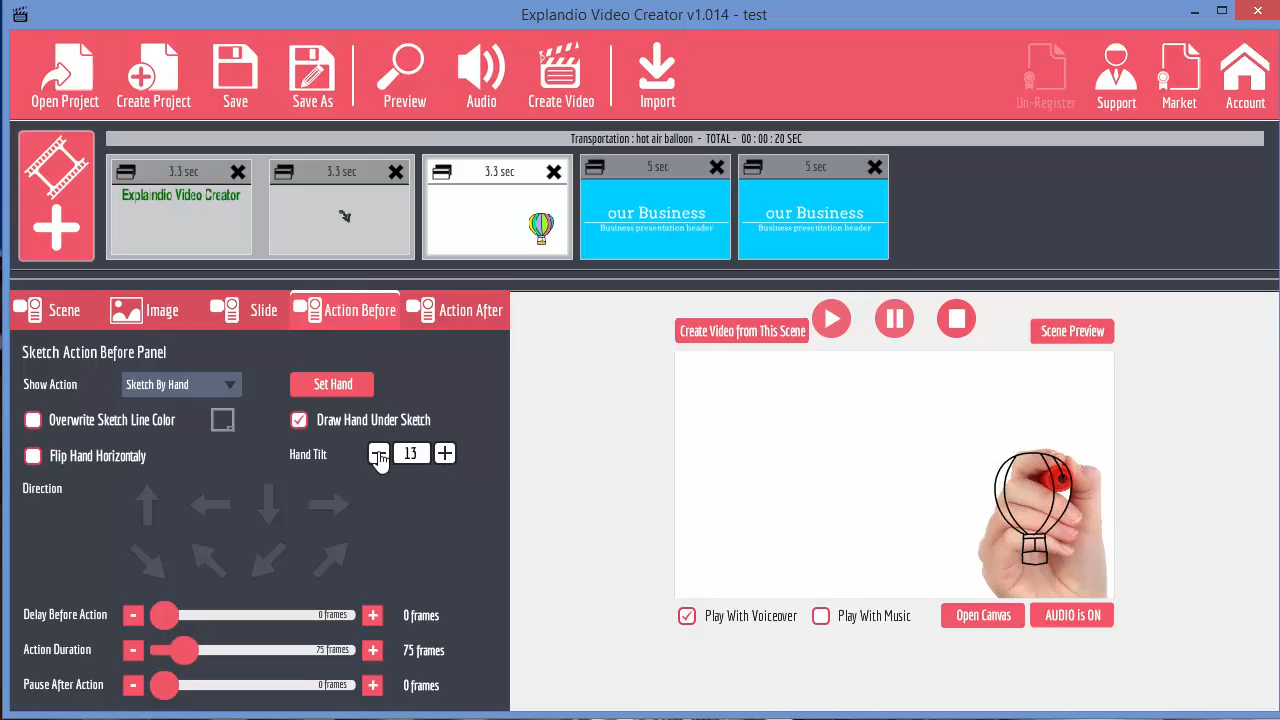 Explandio Video Creator v1.014 - test
Open Project
Create Project
Save
Save As
Preview
Audio
Create Video
Import
Un-Register
Support
Market
Account
Transportation : hot air balloon - TOTAL - 00 : 00 : 20 SEC
3.3 sec
3.3 sec
3.3 sec
5 sec
5 sec
Explaindio Video Creator
our Business
Business presentation header
our Business
Business presentation header
Scene
Image
Slide
Action Before
Action After
Sketch Action Before Panel
Show Action
Sketch By Hand
Set Hand
Overwrite Sketch Line Color
Draw Hand Under Sketch
Flip Hand Horizontaly
Hand Tilt
13
Direction
Delay Before Action
-
0 frames
+
0 frames
Action Duration
-
75 frames
+
75 frames
Pause After Action
-
0 frames
+
0 frames
Create Video from This Scene
Scene Preview
Play With Voiceover
Play With Music
Open Canvas
AUDIO is ON